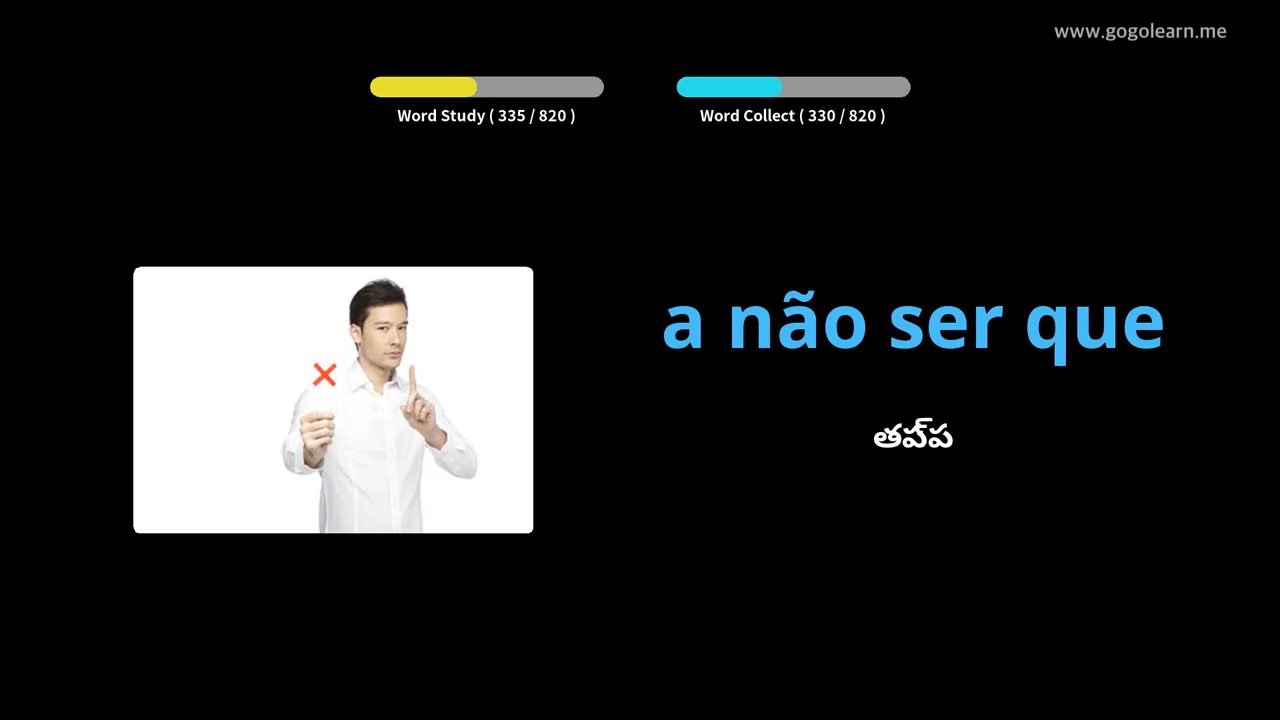 www.gogolearn.me
Word Study ( 335 / 820 )
Word Collect ( 330 / 820 )
a não ser que
తప్ప